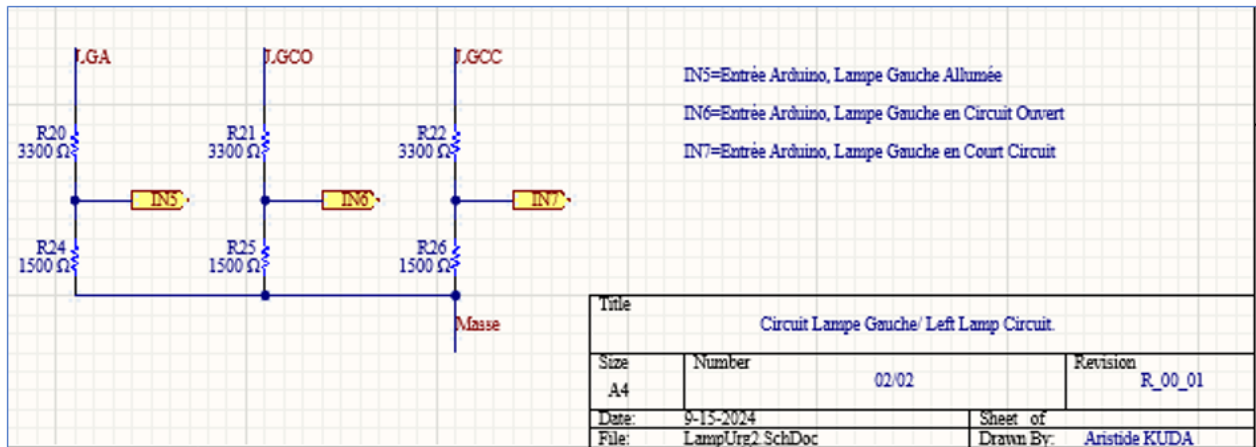 LGA
LGCO
LGCC
R20
3300 Ω
R21
3300 Ω
R22
3300 Ω
IN5
IN6
IN7
R24
1500 Ω
R25
1500 Ω
R26
1500 Ω
Masse
IN5=Entrèe Arduino, Lampe Gauche Allumée
IN6=Entrèe Arduino, Lampe Gauche en Circuit Ouvert
IN7=Entrèe Arduino, Lampe Gauche en Court Circuit
Title
Circuit Lampe Gauche/ Left Lamp Circuit.
Size
A4
Number
02/02
Revision
R_00_01
Date: 9-15-2024
Sheet of
File: LampUrg2.SchDoc
Drawn By: Aristide KUDA